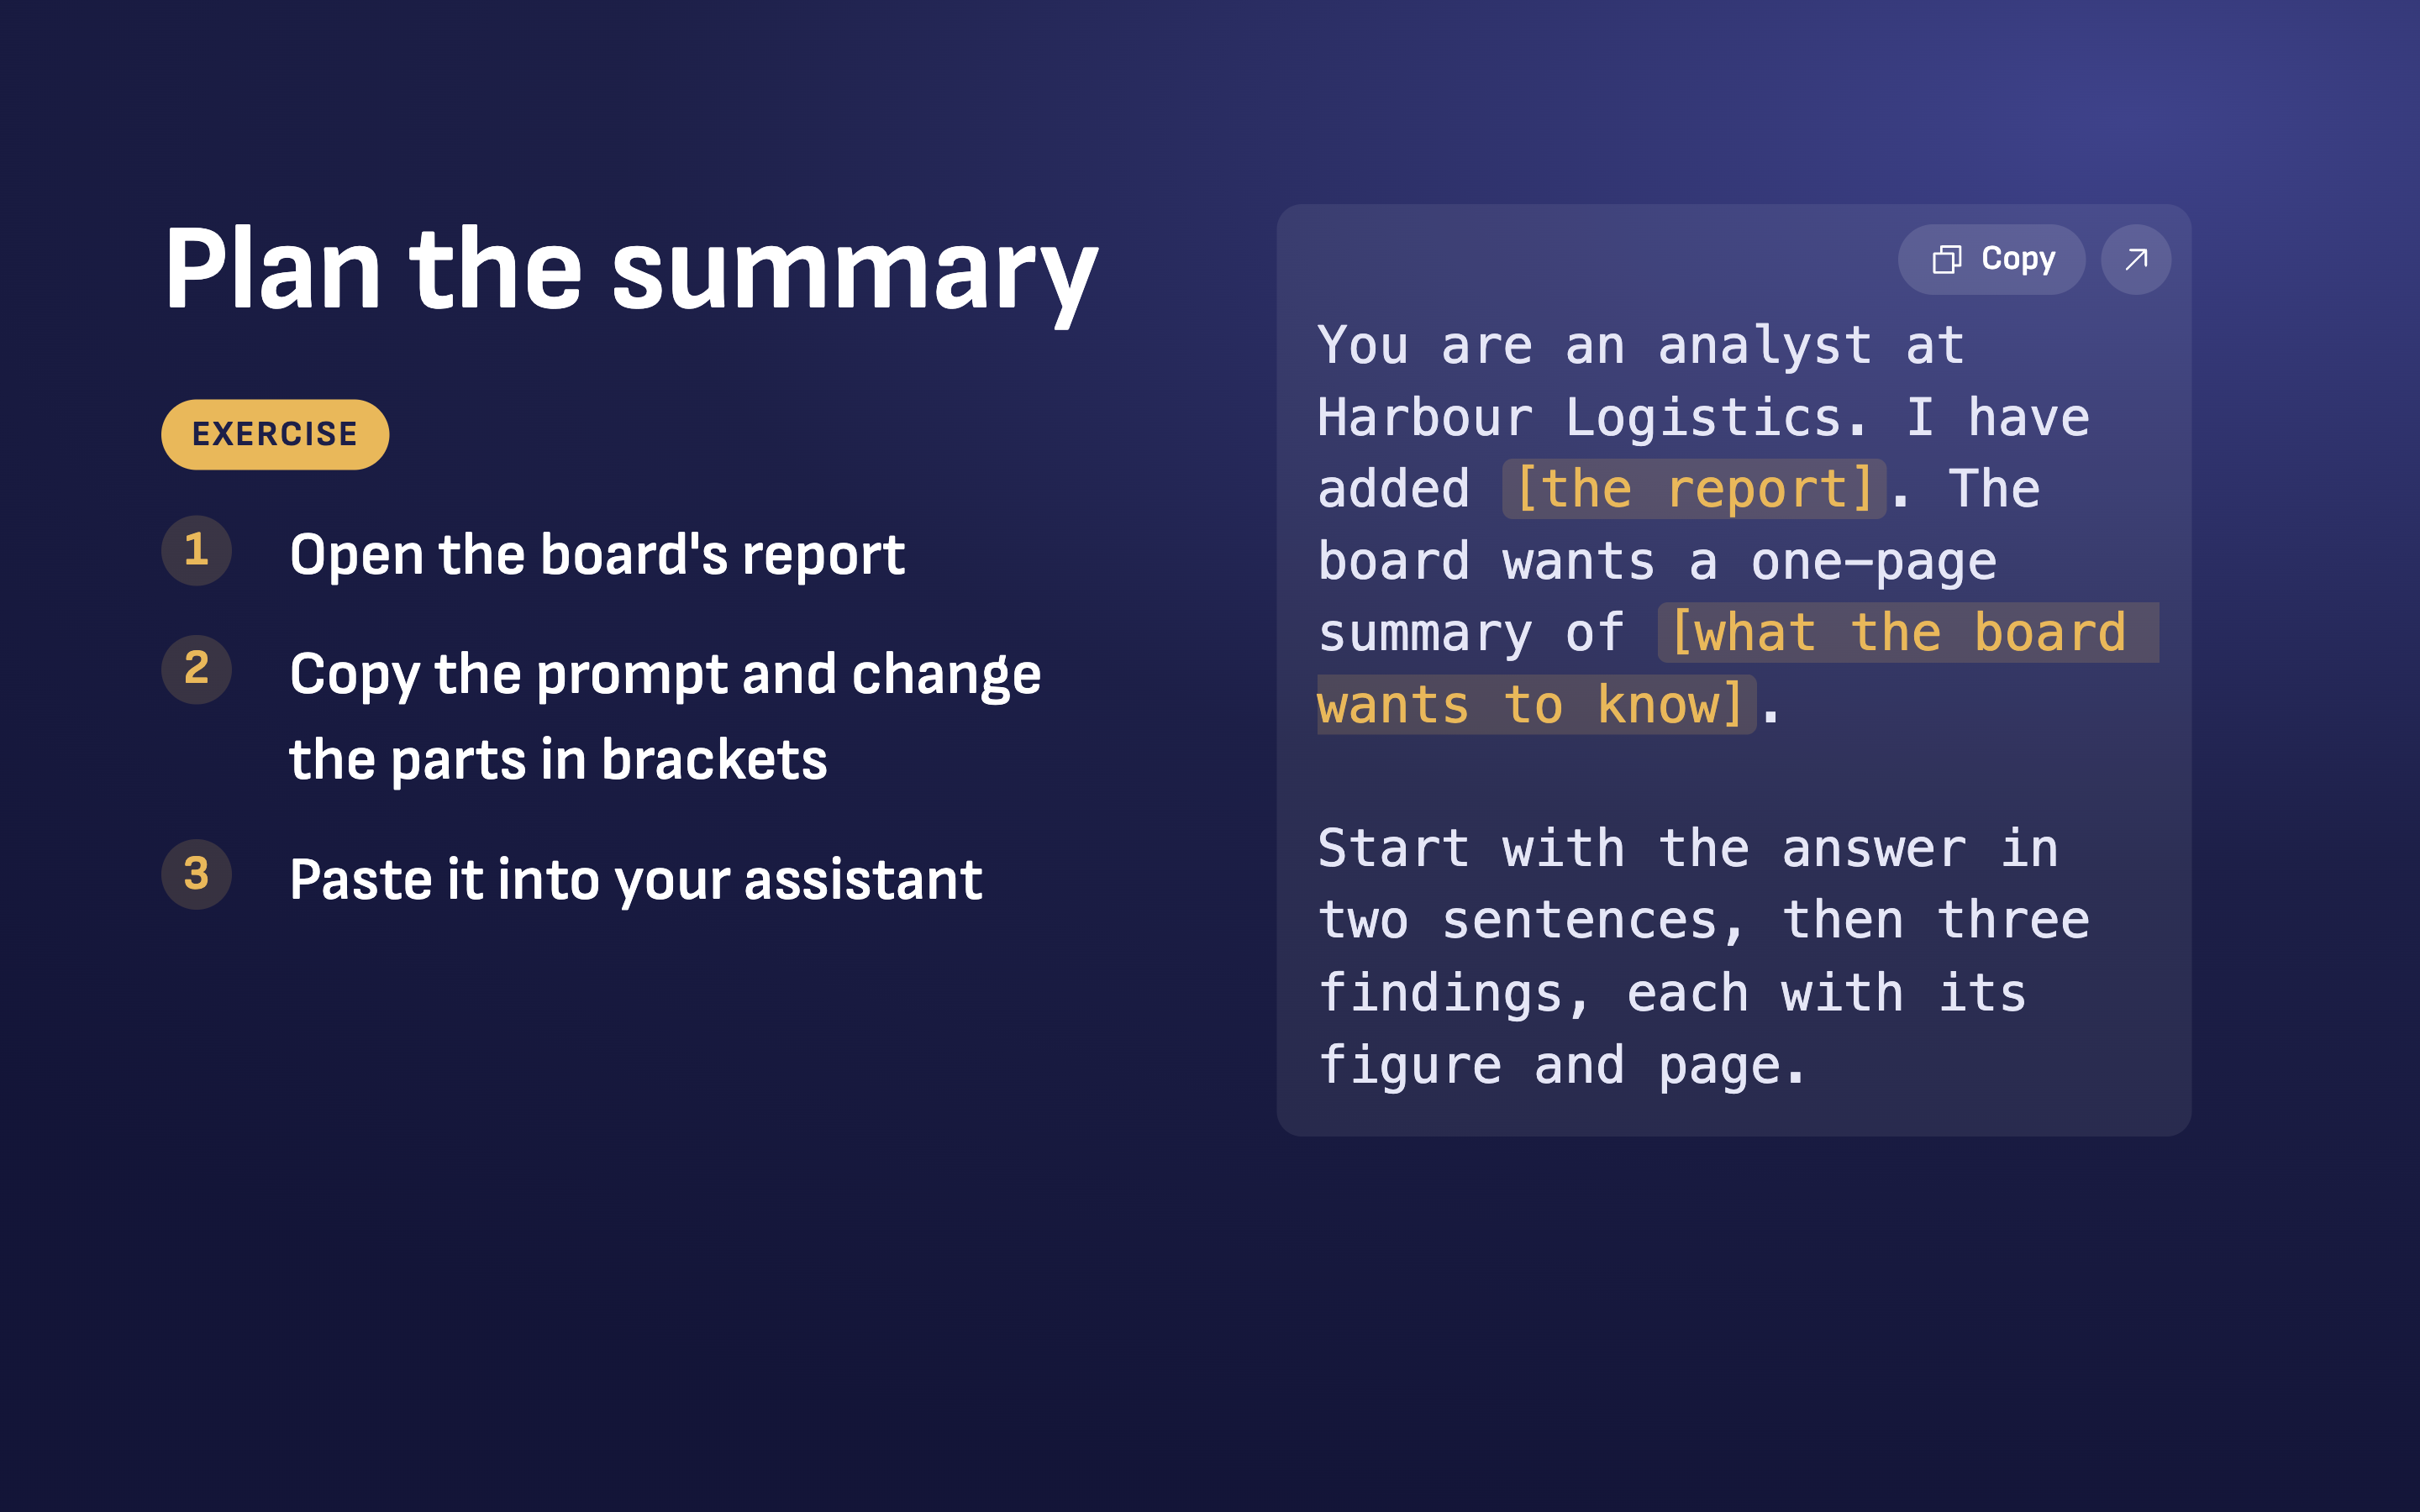 Plan the summary
EXERCISE
1 Open the board's report
2 Copy the prompt and change
the parts in brackets
3 Paste it into your assistant
Copy
You are an analyst at
Harbour Logistics. I have
added [the report]. The
board wants a one-page
summary of [what the board
wants to know].
Start with the answer in
two sentences, then three
findings, each with its
figure and page.